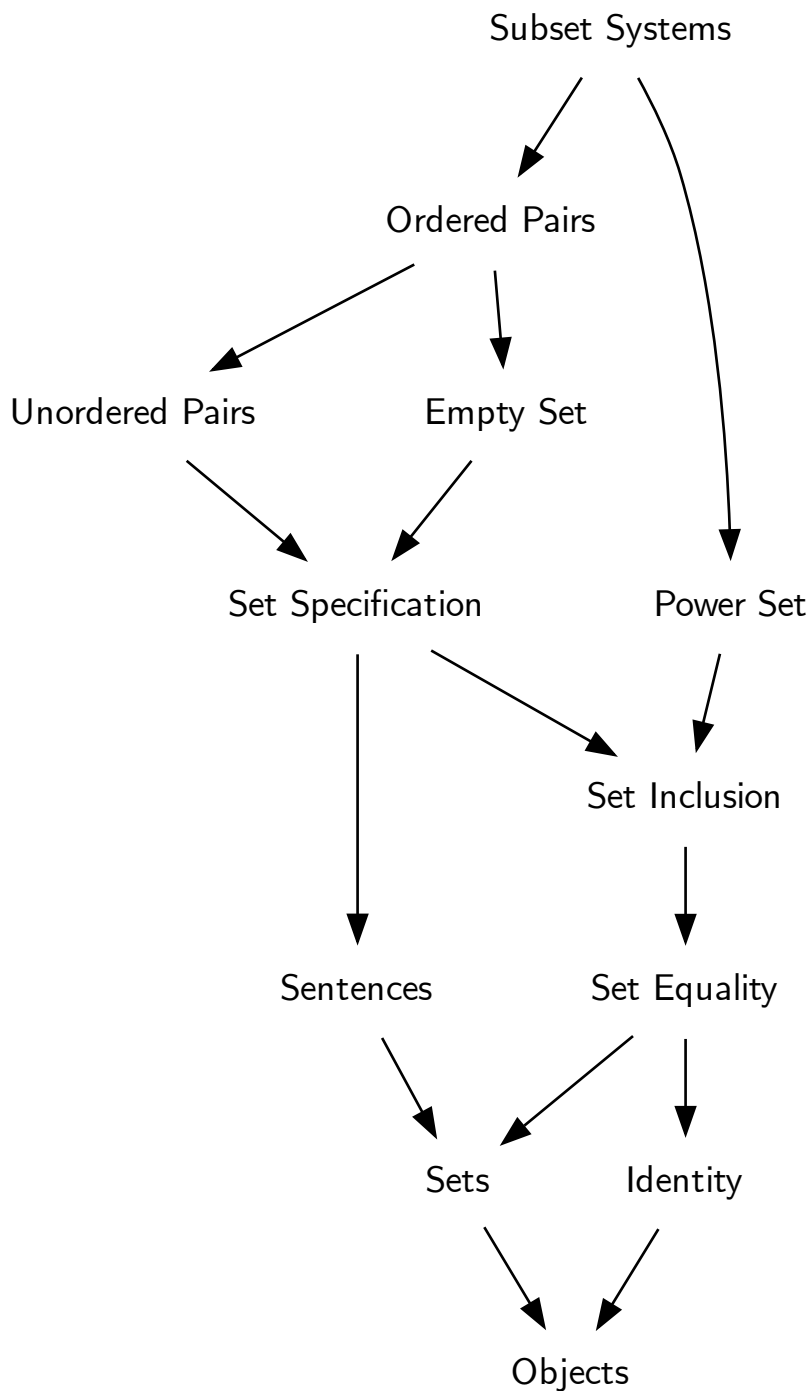 Subset Systems
Ordered Pairs
Unordered Pairs
Empty Set
Set Specification
Power Set
Set Inclusion
Sentences
Set Equality
Sets
Identity
Objects